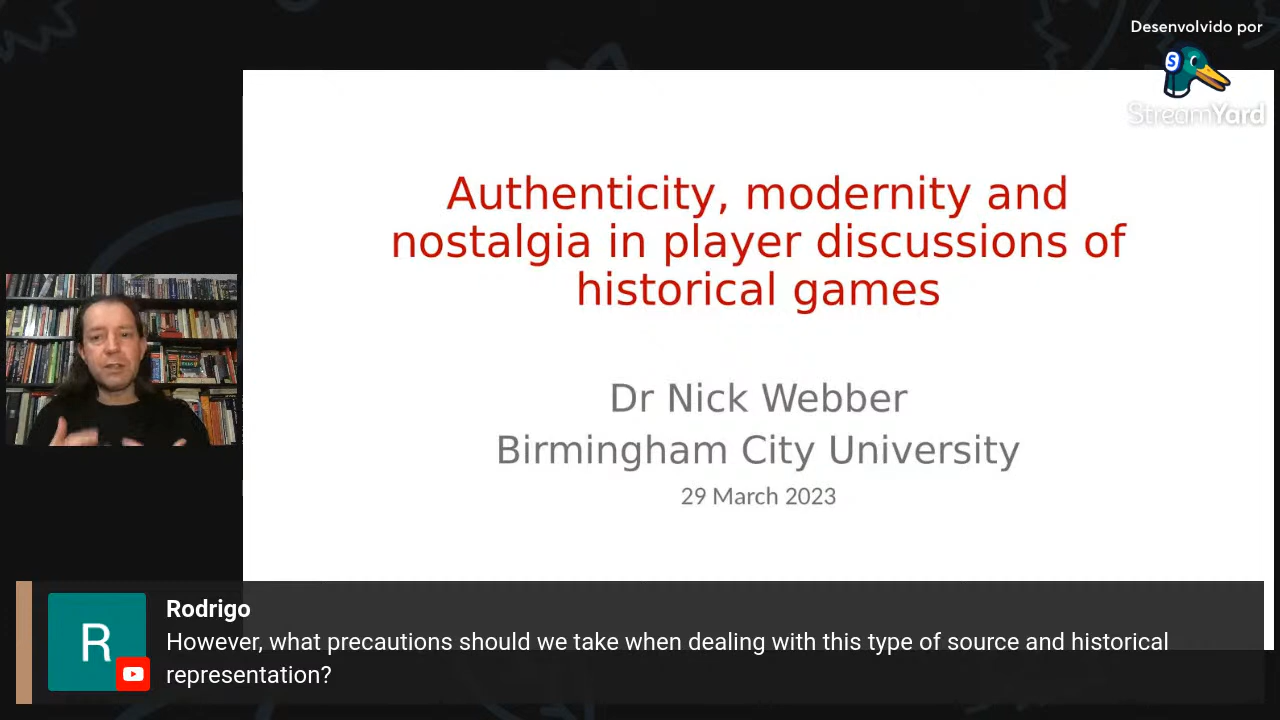 Desenvolvido por
StreamYard
Authenticity, modernity and
nostalgia in player discussions of
historical games
Dr Nick Webber
Birmingham City University
29 March 2023
R
Rodrigo
However, what precautions should we take when dealing with this type of source and historical
representation?